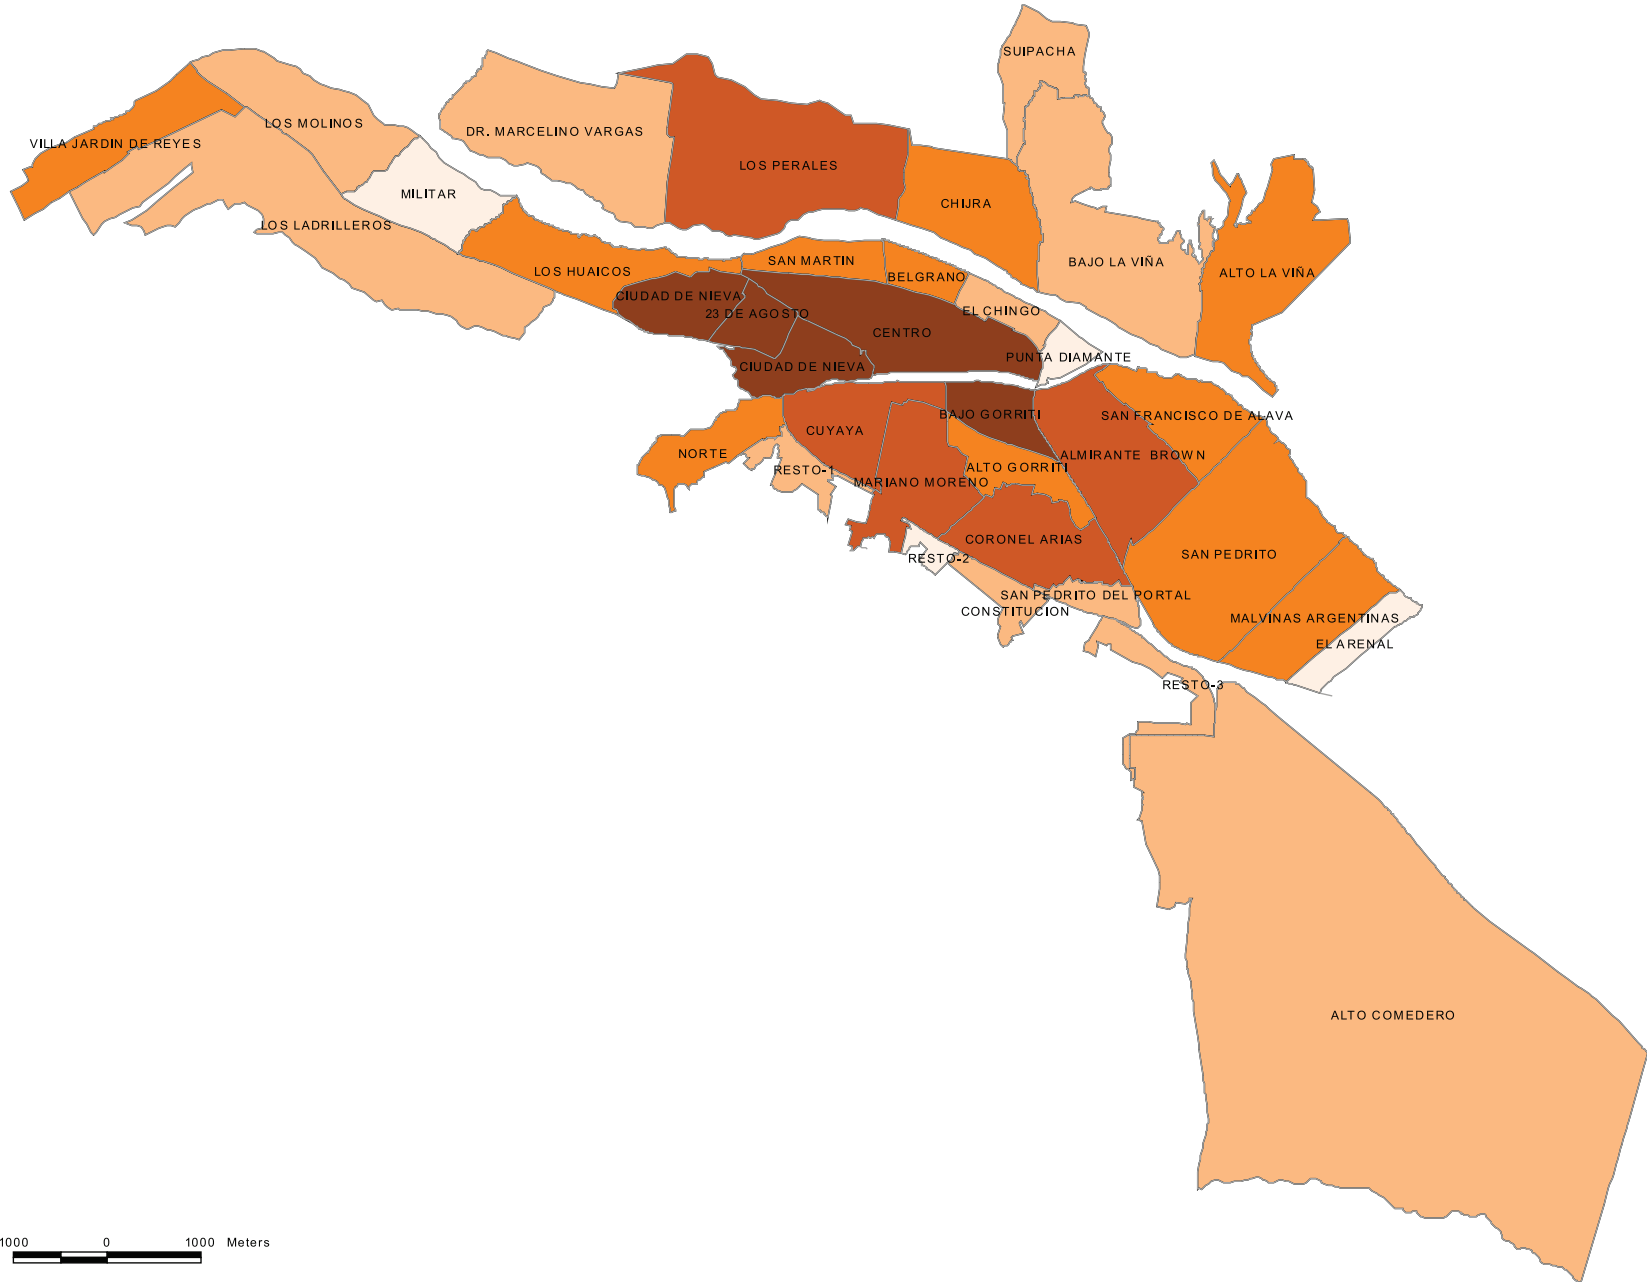 SUIPACHA
LOS MOLINOS
DR. MARCELINO VARGAS
VILLA JARDIN DE REYES
LOS PERALES
MILITAR
CHIJRA
LOS LADRILLEROS
BAJO LA VIÑA
ALTO LA VIÑA
LOS HUAICOS
SAN MARTIN
BELGRANO
CIUDAD DE NIEVA
23 DE AGOSTO
EL CHINGO
CENTRO
PUNTA DIAMANTE
CIUDAD DE NIEVA
BAJO GORRITI
SAN FRANCISCO DE ALAVA
CUYAYA
NORTE
ALMIRANTE BROWN
RESTO-1
ALTO GORRITI
MARIANO MORENO
CORONEL ARIAS
SAN PEDRITO
RESTO-2
SAN PEDRITO DEL PORTAL
CONSTITUCION
MALVINAS ARGENTINAS
EL ARENAL
RESTO-3
ALTO COMEDERO
1000 0 1000 Meters